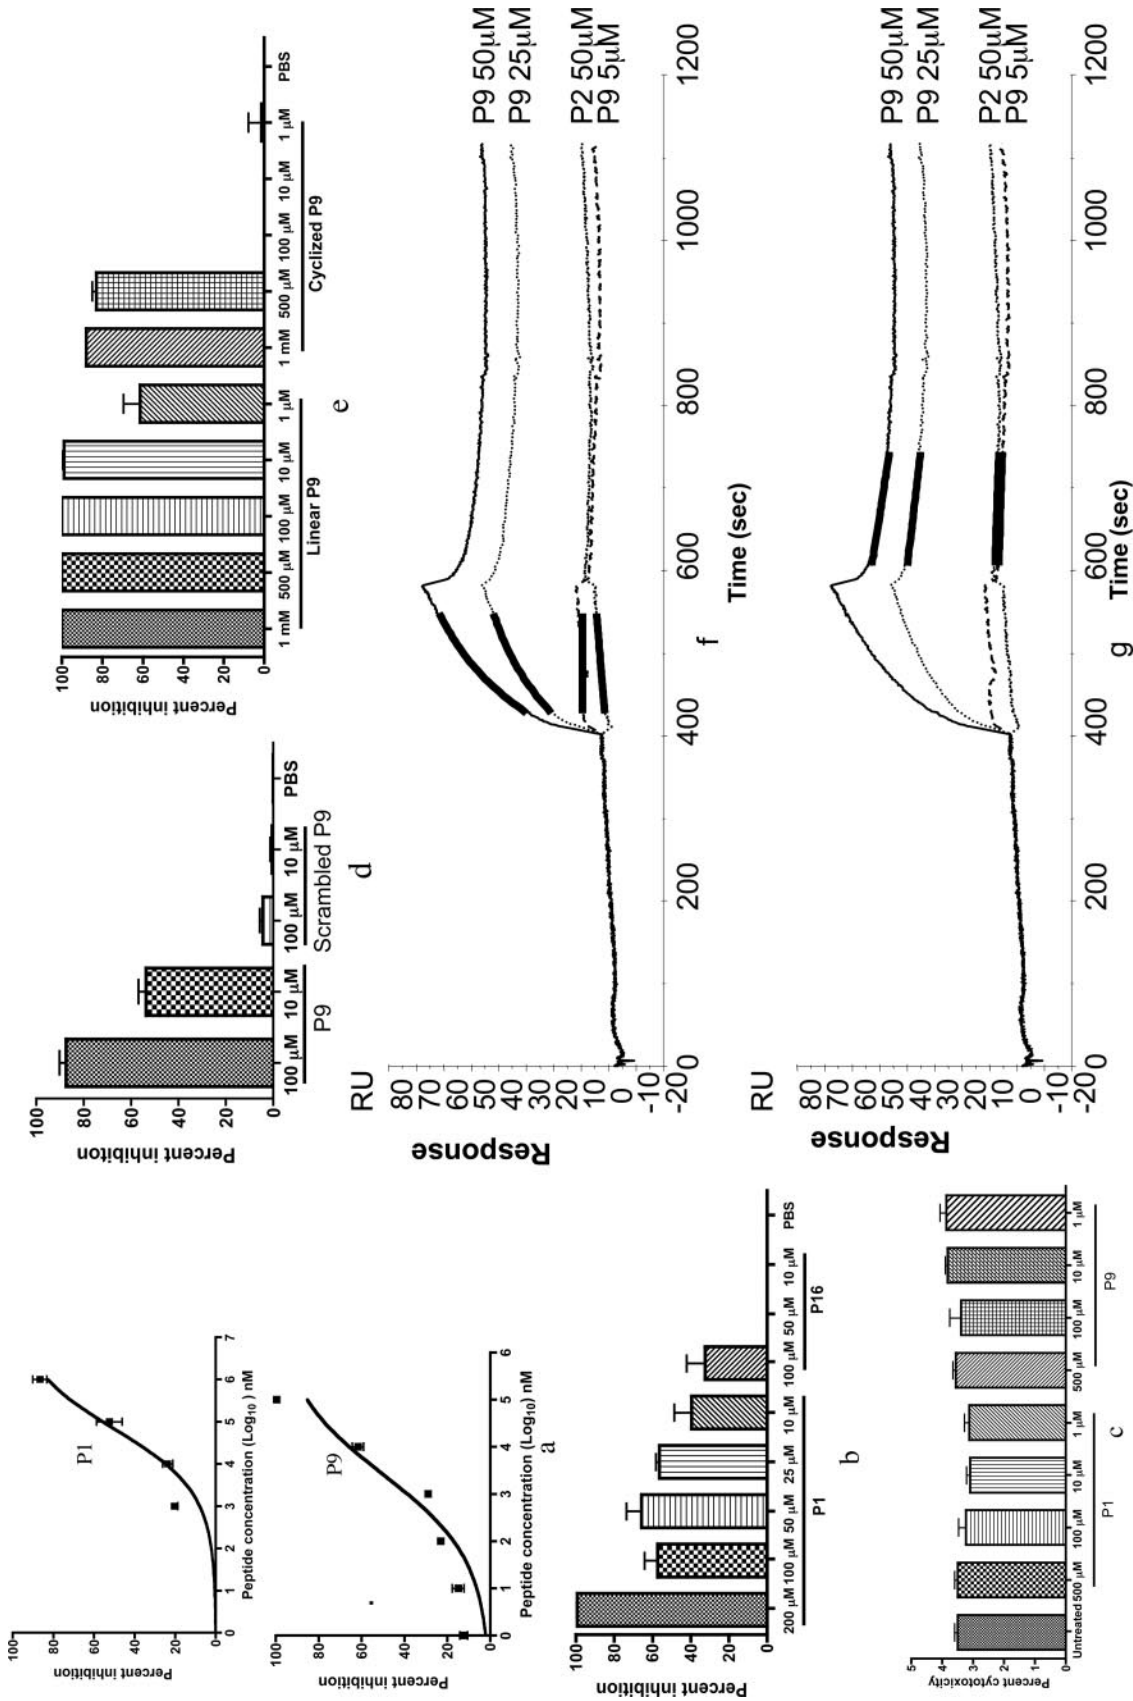 Percent inhibition
100
80
60
40
20
0
P1
0
1
2
3
4
5
6
7
Peptide concentration (Log10) nM
Percent inhibition
100
80
60
40
20
0
P9
0
1
2
3
4
5
6
Peptide concentration (Log10) nM
a
Percent inhibition
100
80
60
40
20
0
200 µM 100 µM 50 µM 25 µM 10 µM 100 µM 50 µM 10 µM PBS
P1 P16
b
Percent cytotoxicity
5
4
3
2
1
0
Untreated 500 µM 100 µM 10 µM 1 µM 500 µM 100 µM 10 µM 1 µM
P1 P9
c
Percent inhibiton
100
80
60
40
20
0
100 µM 10 µM 100 µM 10 µM PBS
P9 Scrambled P9
d
Percent inhibition
100
80
60
40
20
0
1 mM 500 µM 100 µM 10 µM 1 µM 1 mM 500 µM 100 µM 10 µM 1 µM PBS
Linear P9 Cyclized P9
e
RU
Response
80
70
60
50
40
30
20
10
0
-10
-20
0 200 400 600 800 1000 1200
P9 50µM
P9 25µM
P2 50µM
P9 5µM
Time (sec)
f
RU
Response
80
70
60
50
40
30
20
10
0
-10
-20
0 200 400 600 800 1000 1200
P9 50µM
P9 25µM
P2 50µM
P9 5µM
Time (sec)
g